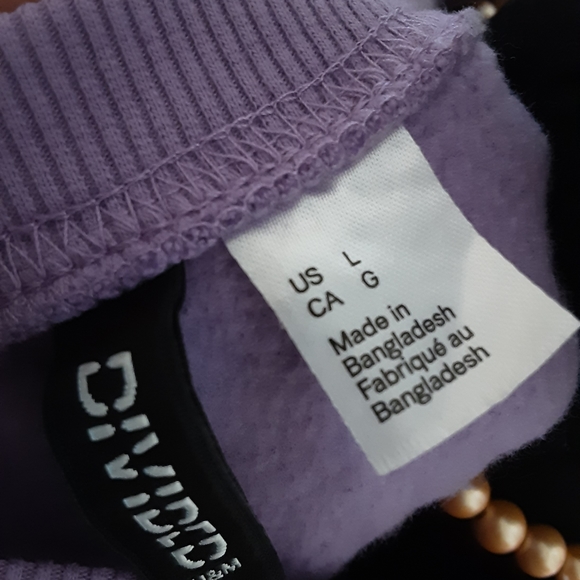 US L
CA G
Made in
Bangladesh
Fabriqué au
Bangladesh
DIVIDED
H&M